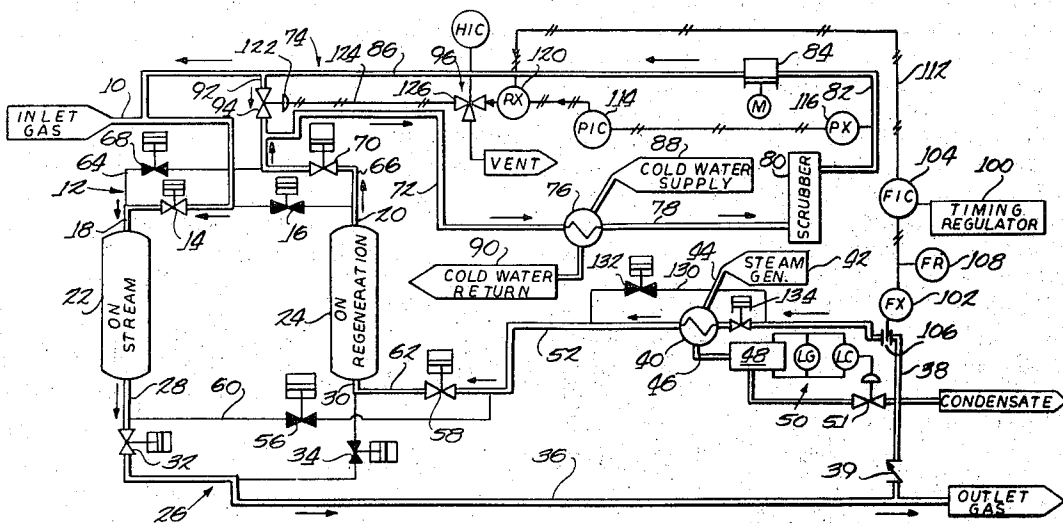 74
122
124
96
HIC
120
84
86
112
92
94
126
RX
M
82
10
INLET
GAS
114
PIC
116
PX
68
70
66
VENT
88
80
104
64
12
72
76
COLD WATER
SUPPLY
SCRUBBER
FIC
100
TIMING
REGULATOR
18
14
16
20
78
90
COLD WATER
RETURN
132
130
44
STEAM
GEN.
42
134
FR
108
22
ON
STREAM
24
ON
REGENERATION
FX
102
52
40
46
48
LG
LC
106
38
28
30
62
58
50
51
CONDENSATE
60
56
32
34
39
26
36
OUTLET
GAS